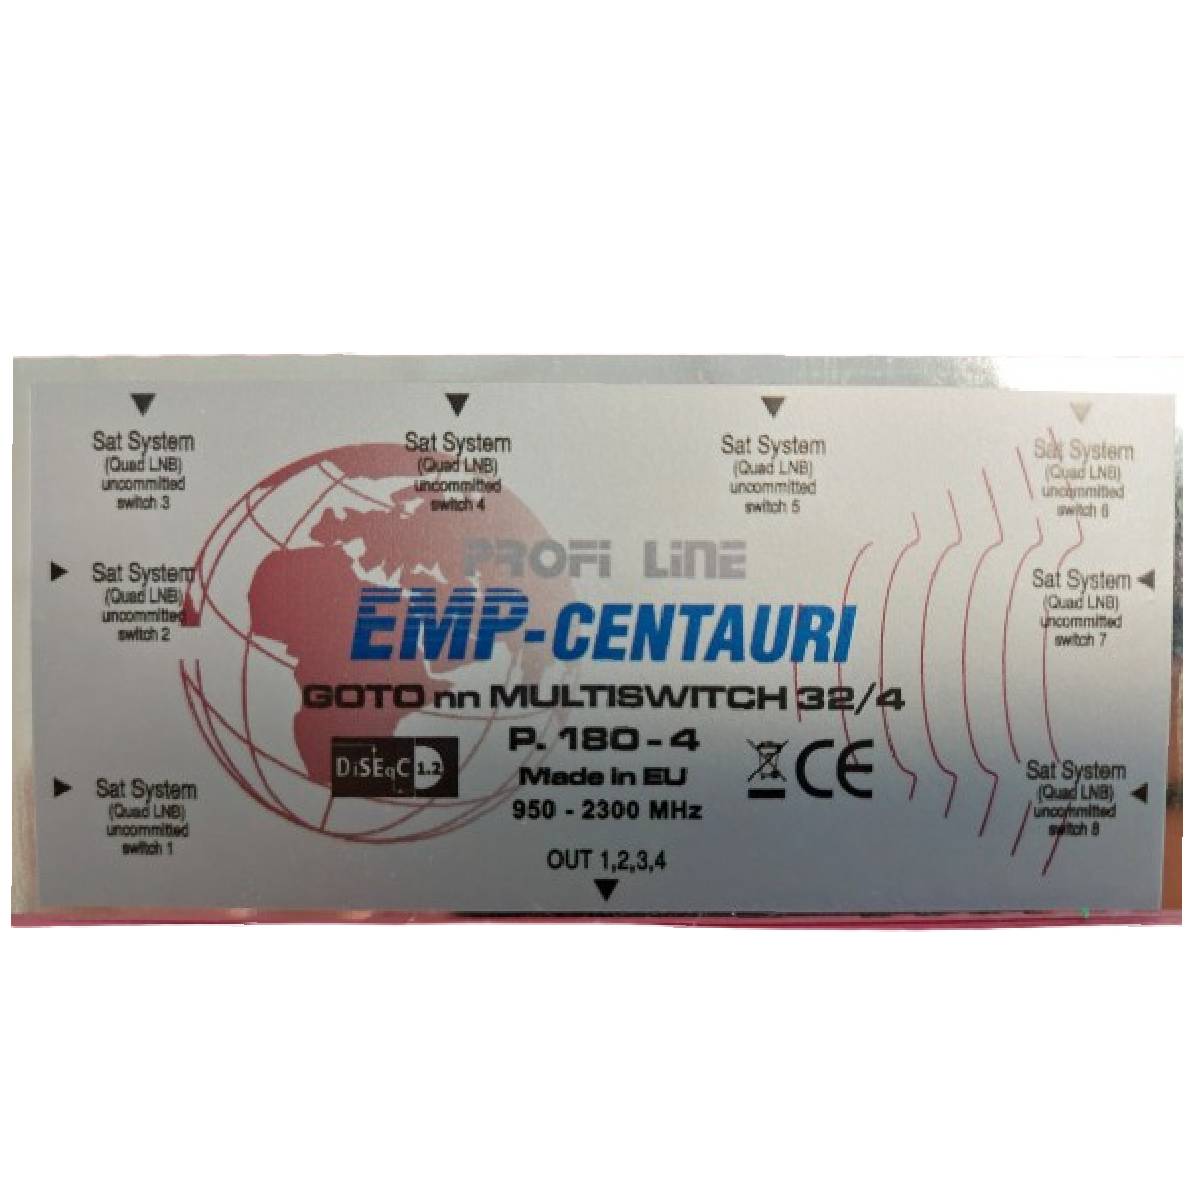 Sat System
(Quad LNB)
uncommitted
switch 3
Sat System
(Quad LNB)
uncommitted
switch 4
Sat System
(Quad LNB)
uncommitted
switch 5
Sat System
(Quad LNB)
uncommitted
switch 6
Sat System
(Quad LNB)
uncommitted
switch 2
PROFI LINE
EMP-CENTAURI
GOTO nn MULTISWITCH 32/4
P. 180-4
Made in EU
950 - 2300 MHz
DiSEqC 1.2
CE
Sat System
(Quad LNB)
uncommitted
switch 7
Sat System
(Quad LNB)
uncommitted
switch 1
Sat System
(Quad LNB)
uncommitted
switch 8
OUT 1,2,3,4